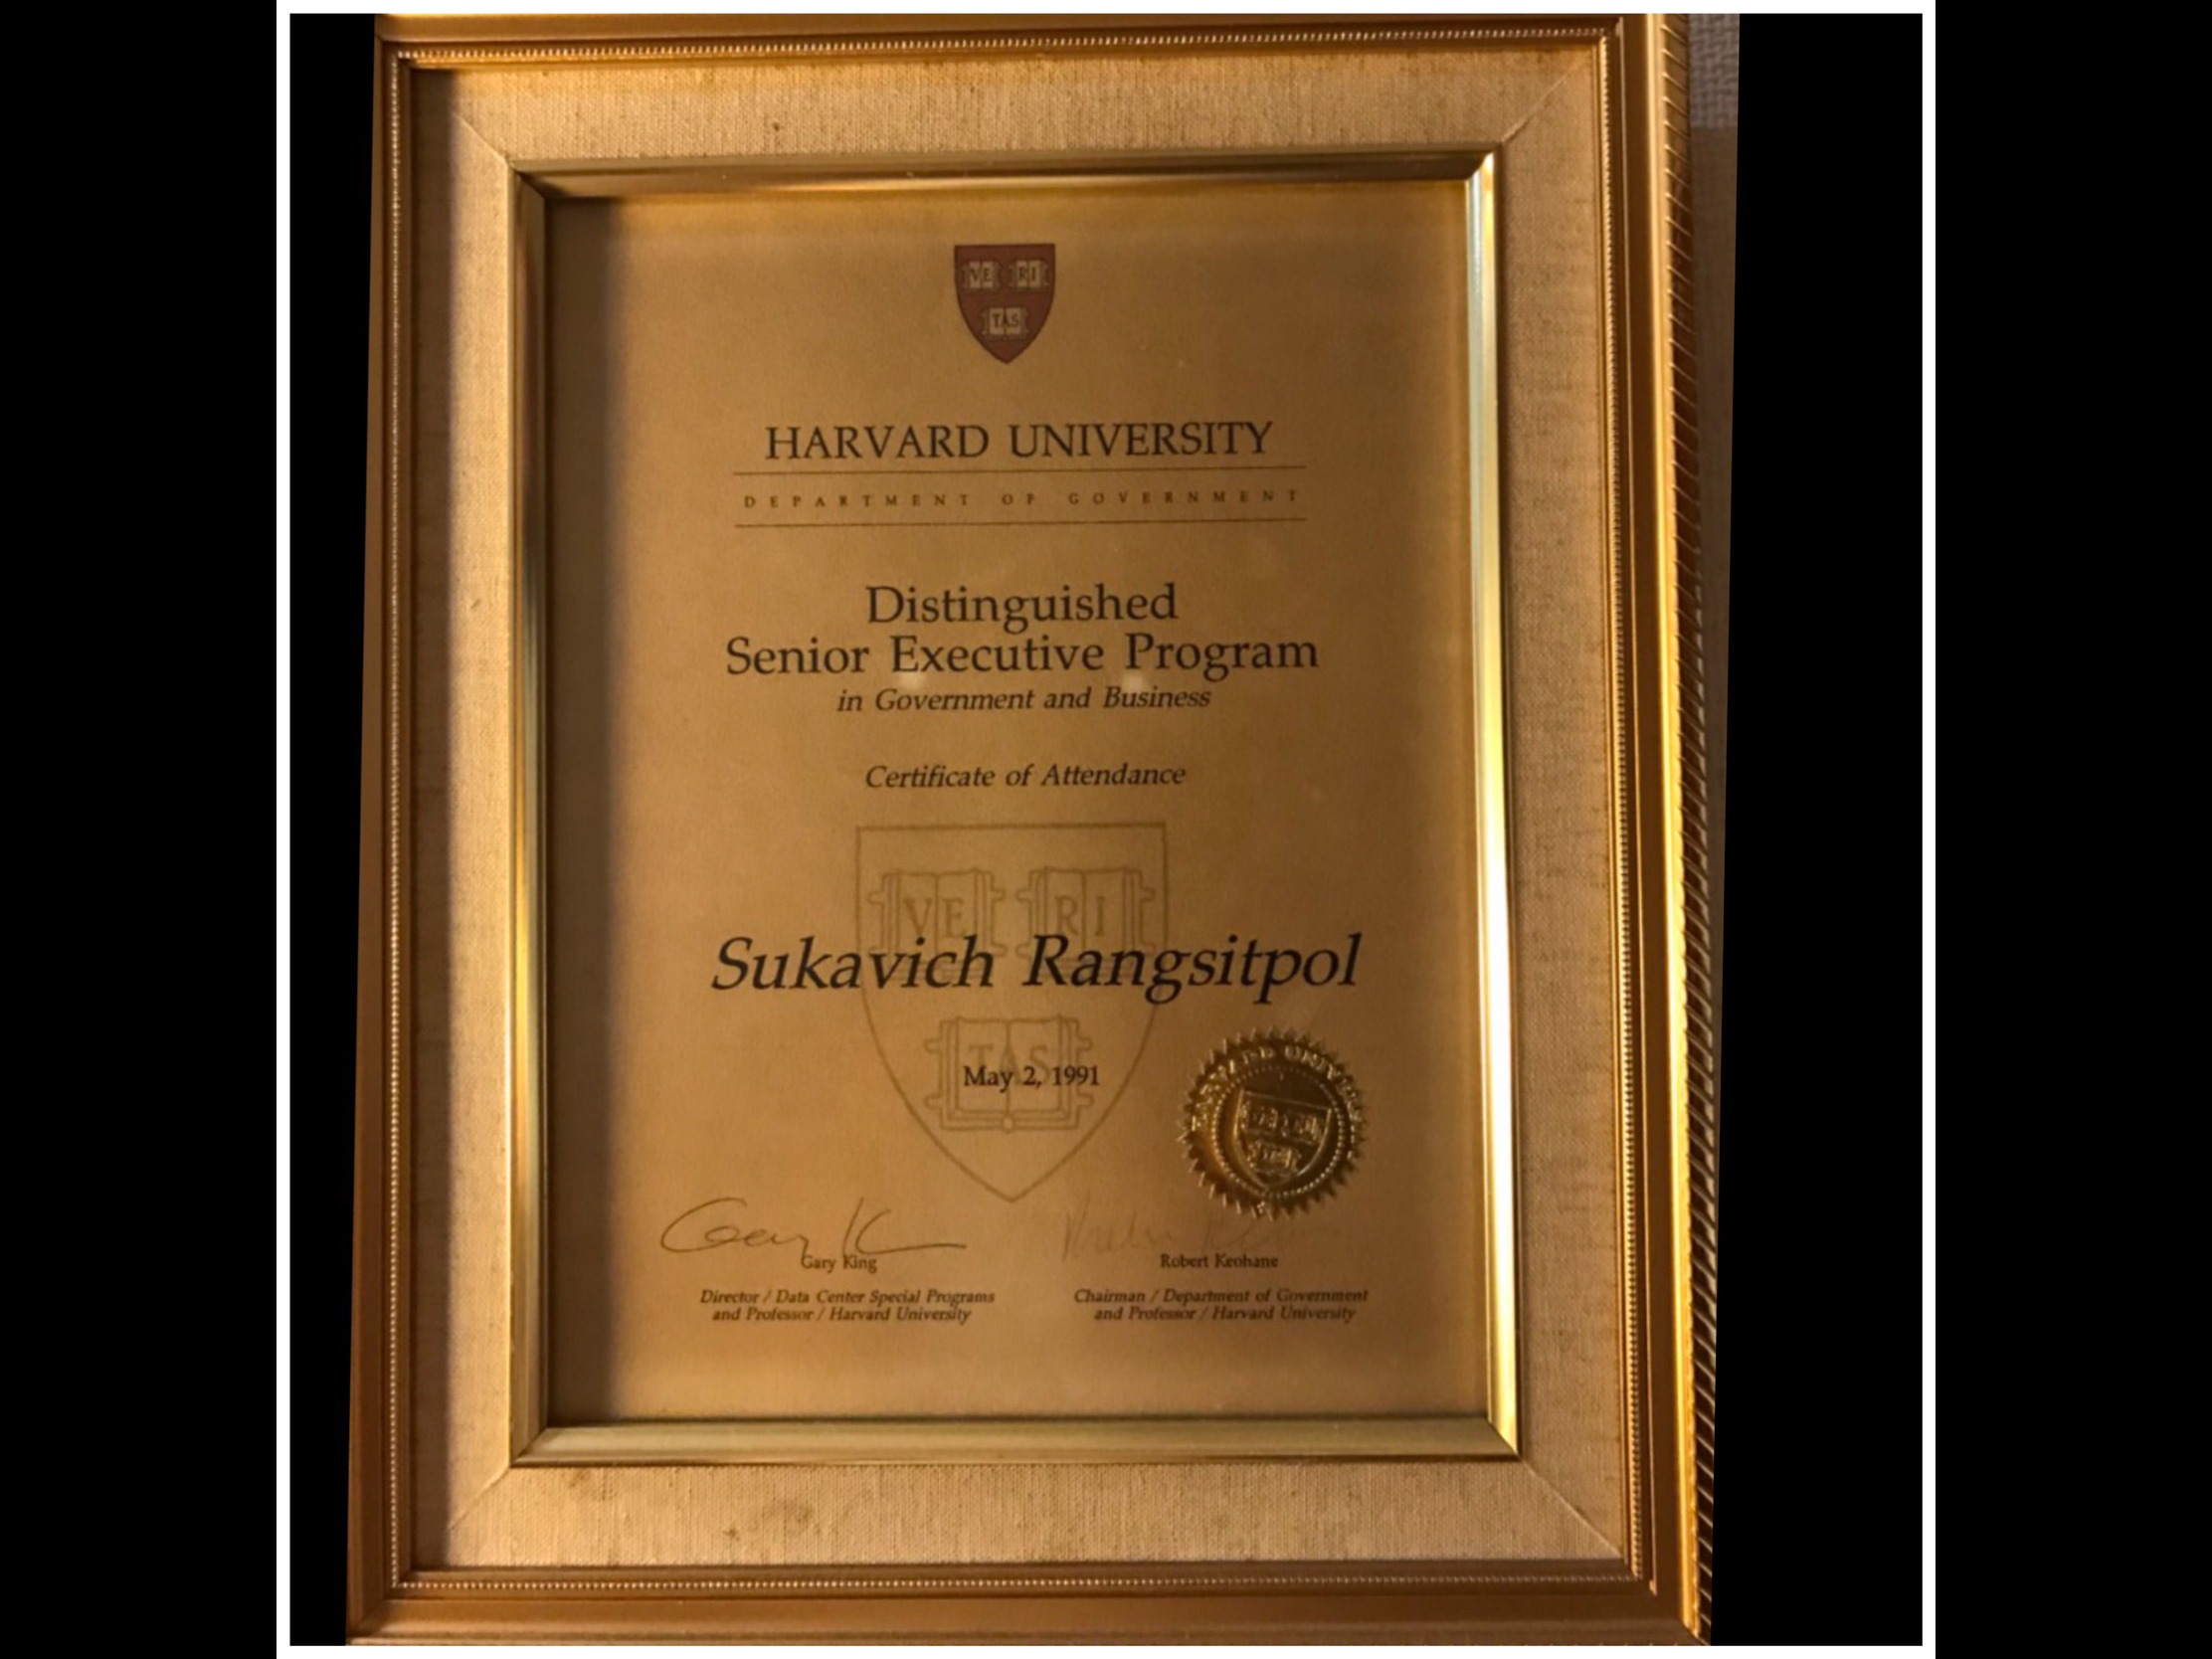 VE RI
TAS
HARVARD UNIVERSITY
DEPARTMENT OF GOVERNMENT
Distinguished
Senior Executive Program
in Government and Business
Certificate of Attendance
VE RI
Sukavich Rangsitpol
TAS
May 2, 1991
HARVARD UNIVERSITY
Gary King
Robert Keohane
Director / Data Center Special Programs
and Professor / Harvard University
Chairman / Department of Government
and Professor / Harvard University